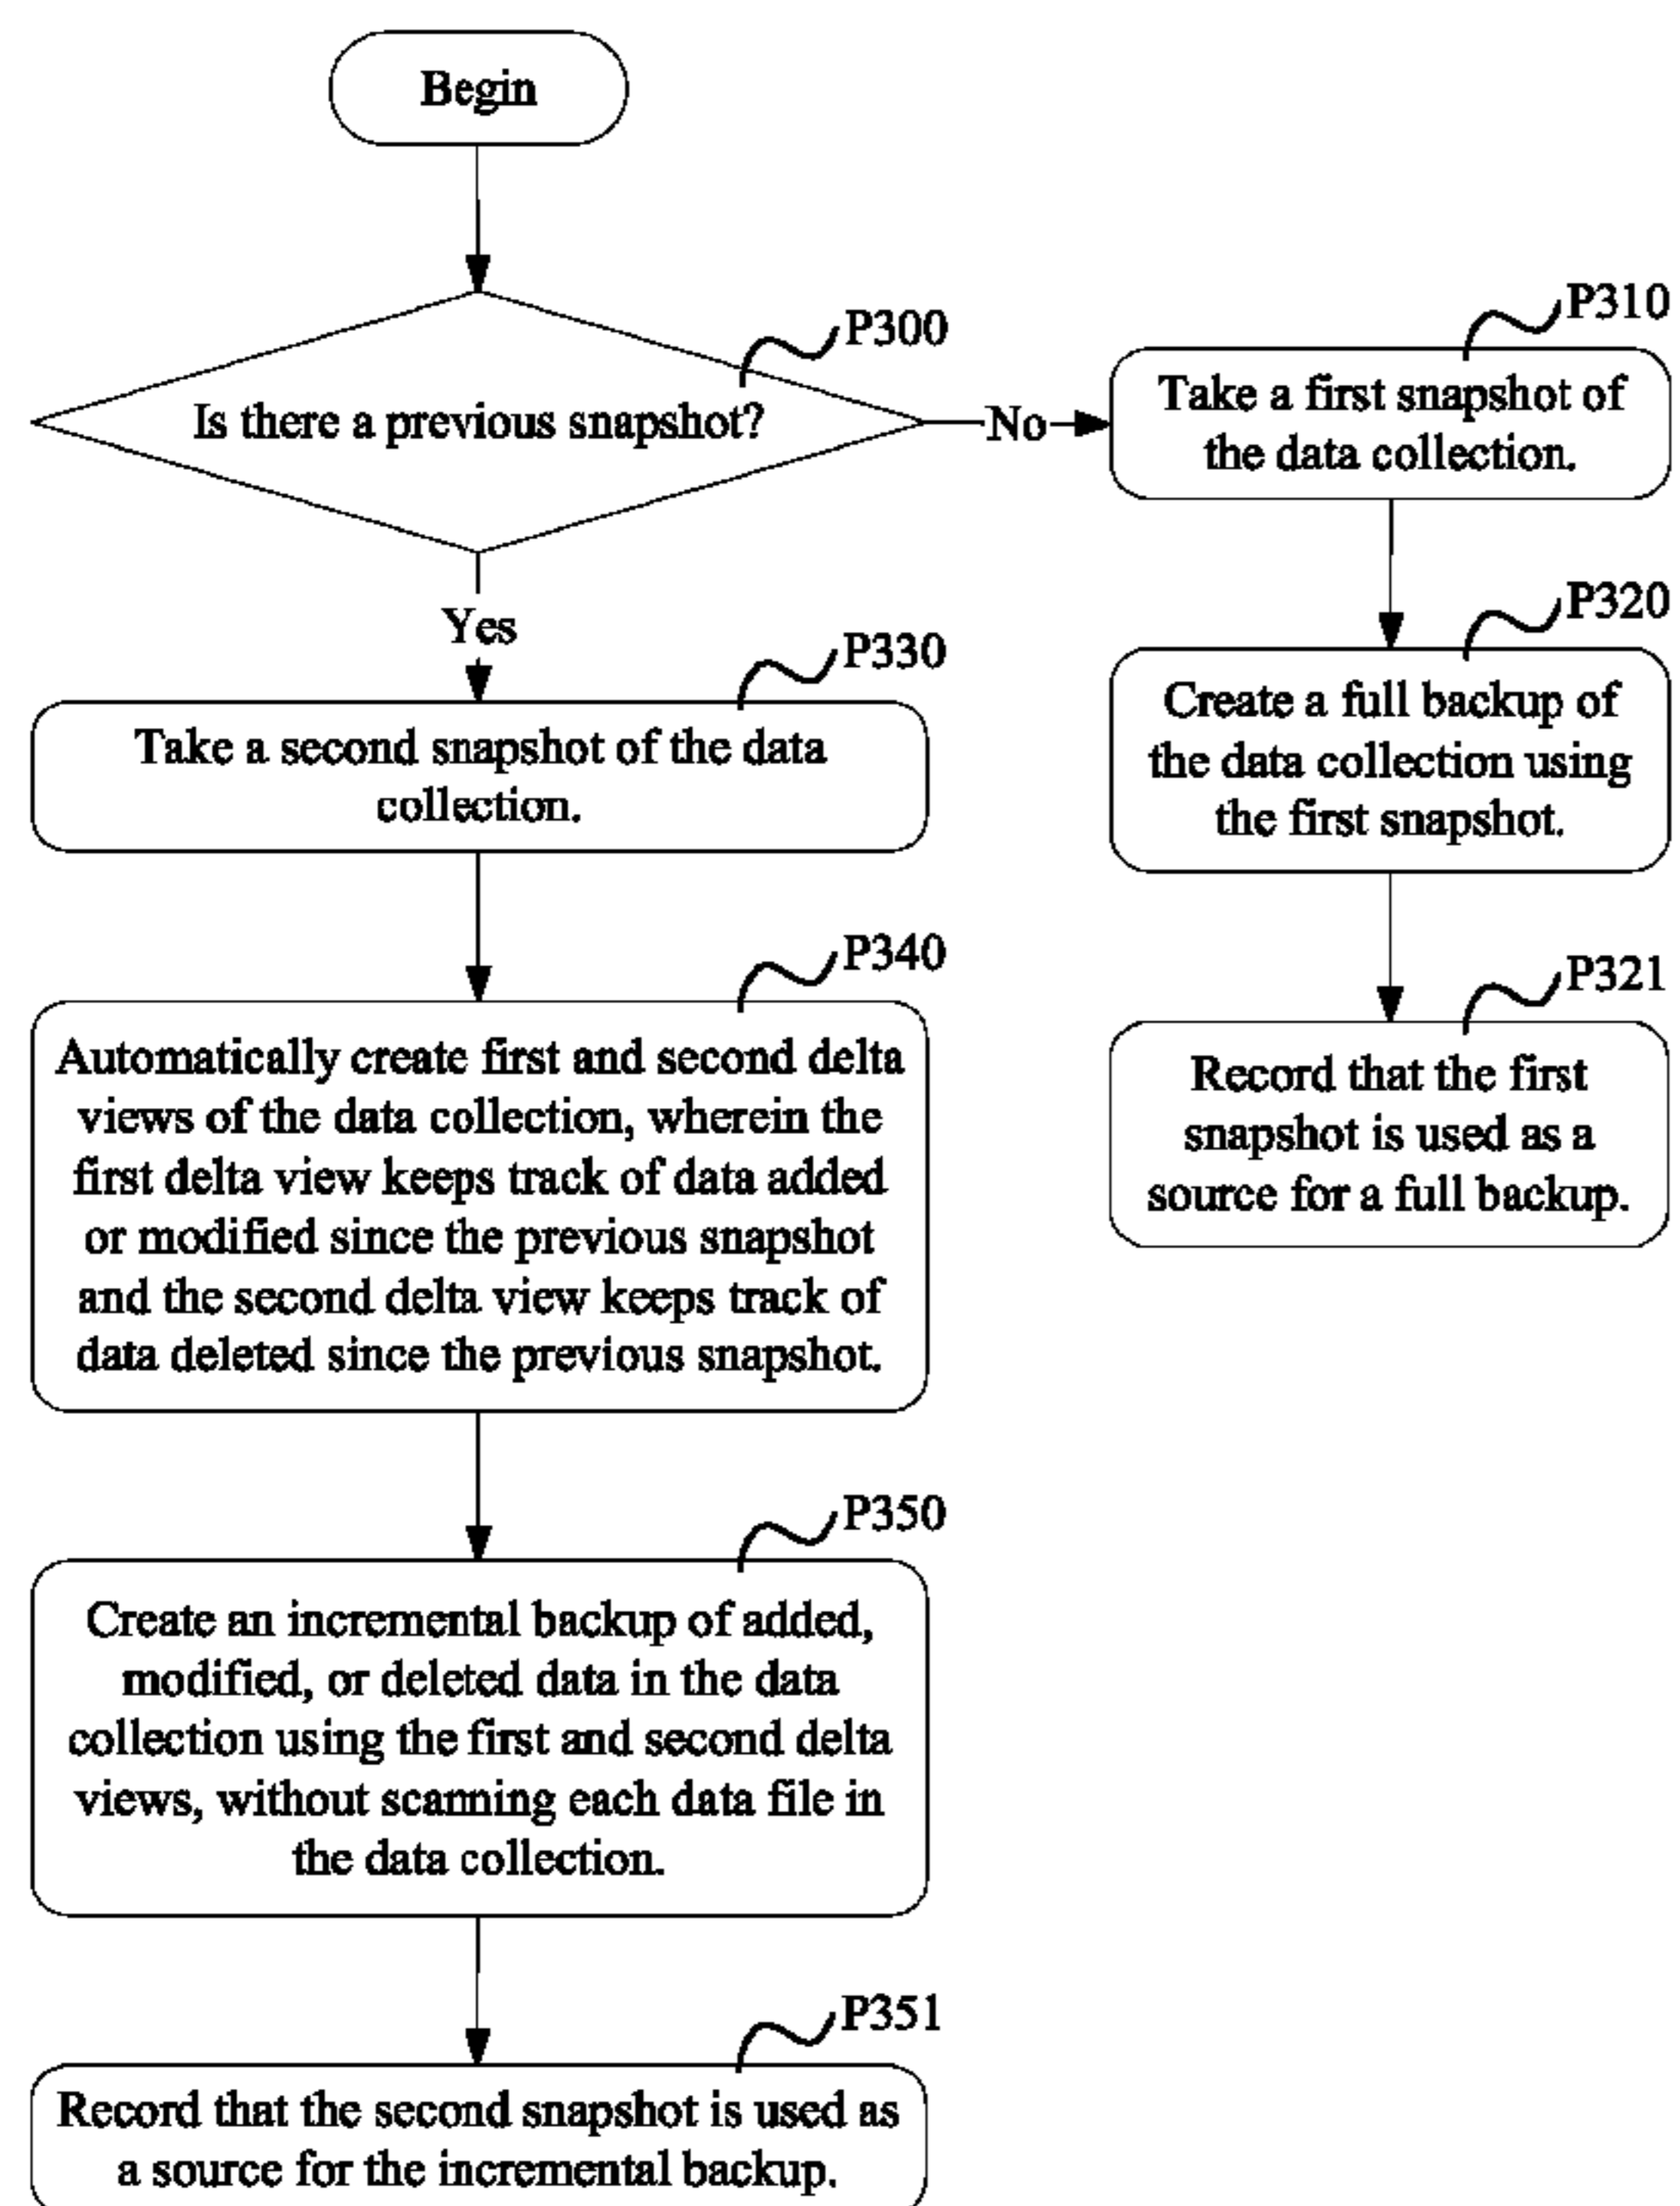 Begin
P300
Is there a previous snapshot?
No
P310
Take a first snapshot of
the data collection.
P320
Create a full backup of
the data collection using
the first snapshot.
P321
Record that the first
snapshot is used as a
source for a full backup.
Yes
P330
Take a second snapshot of the data
collection.
P340
Automatically create first and second delta
views of the data collection, wherein the
first delta view keeps track of data added
or modified since the previous snapshot
and the second delta view keeps track of
data deleted since the previous snapshot.
P350
Create an incremental backup of added,
modified, or deleted data in the data
collection using the first and second delta
views, without scanning each data file in
the data collection.
P351
Record that the second snapshot is used as
a source for the incremental backup.